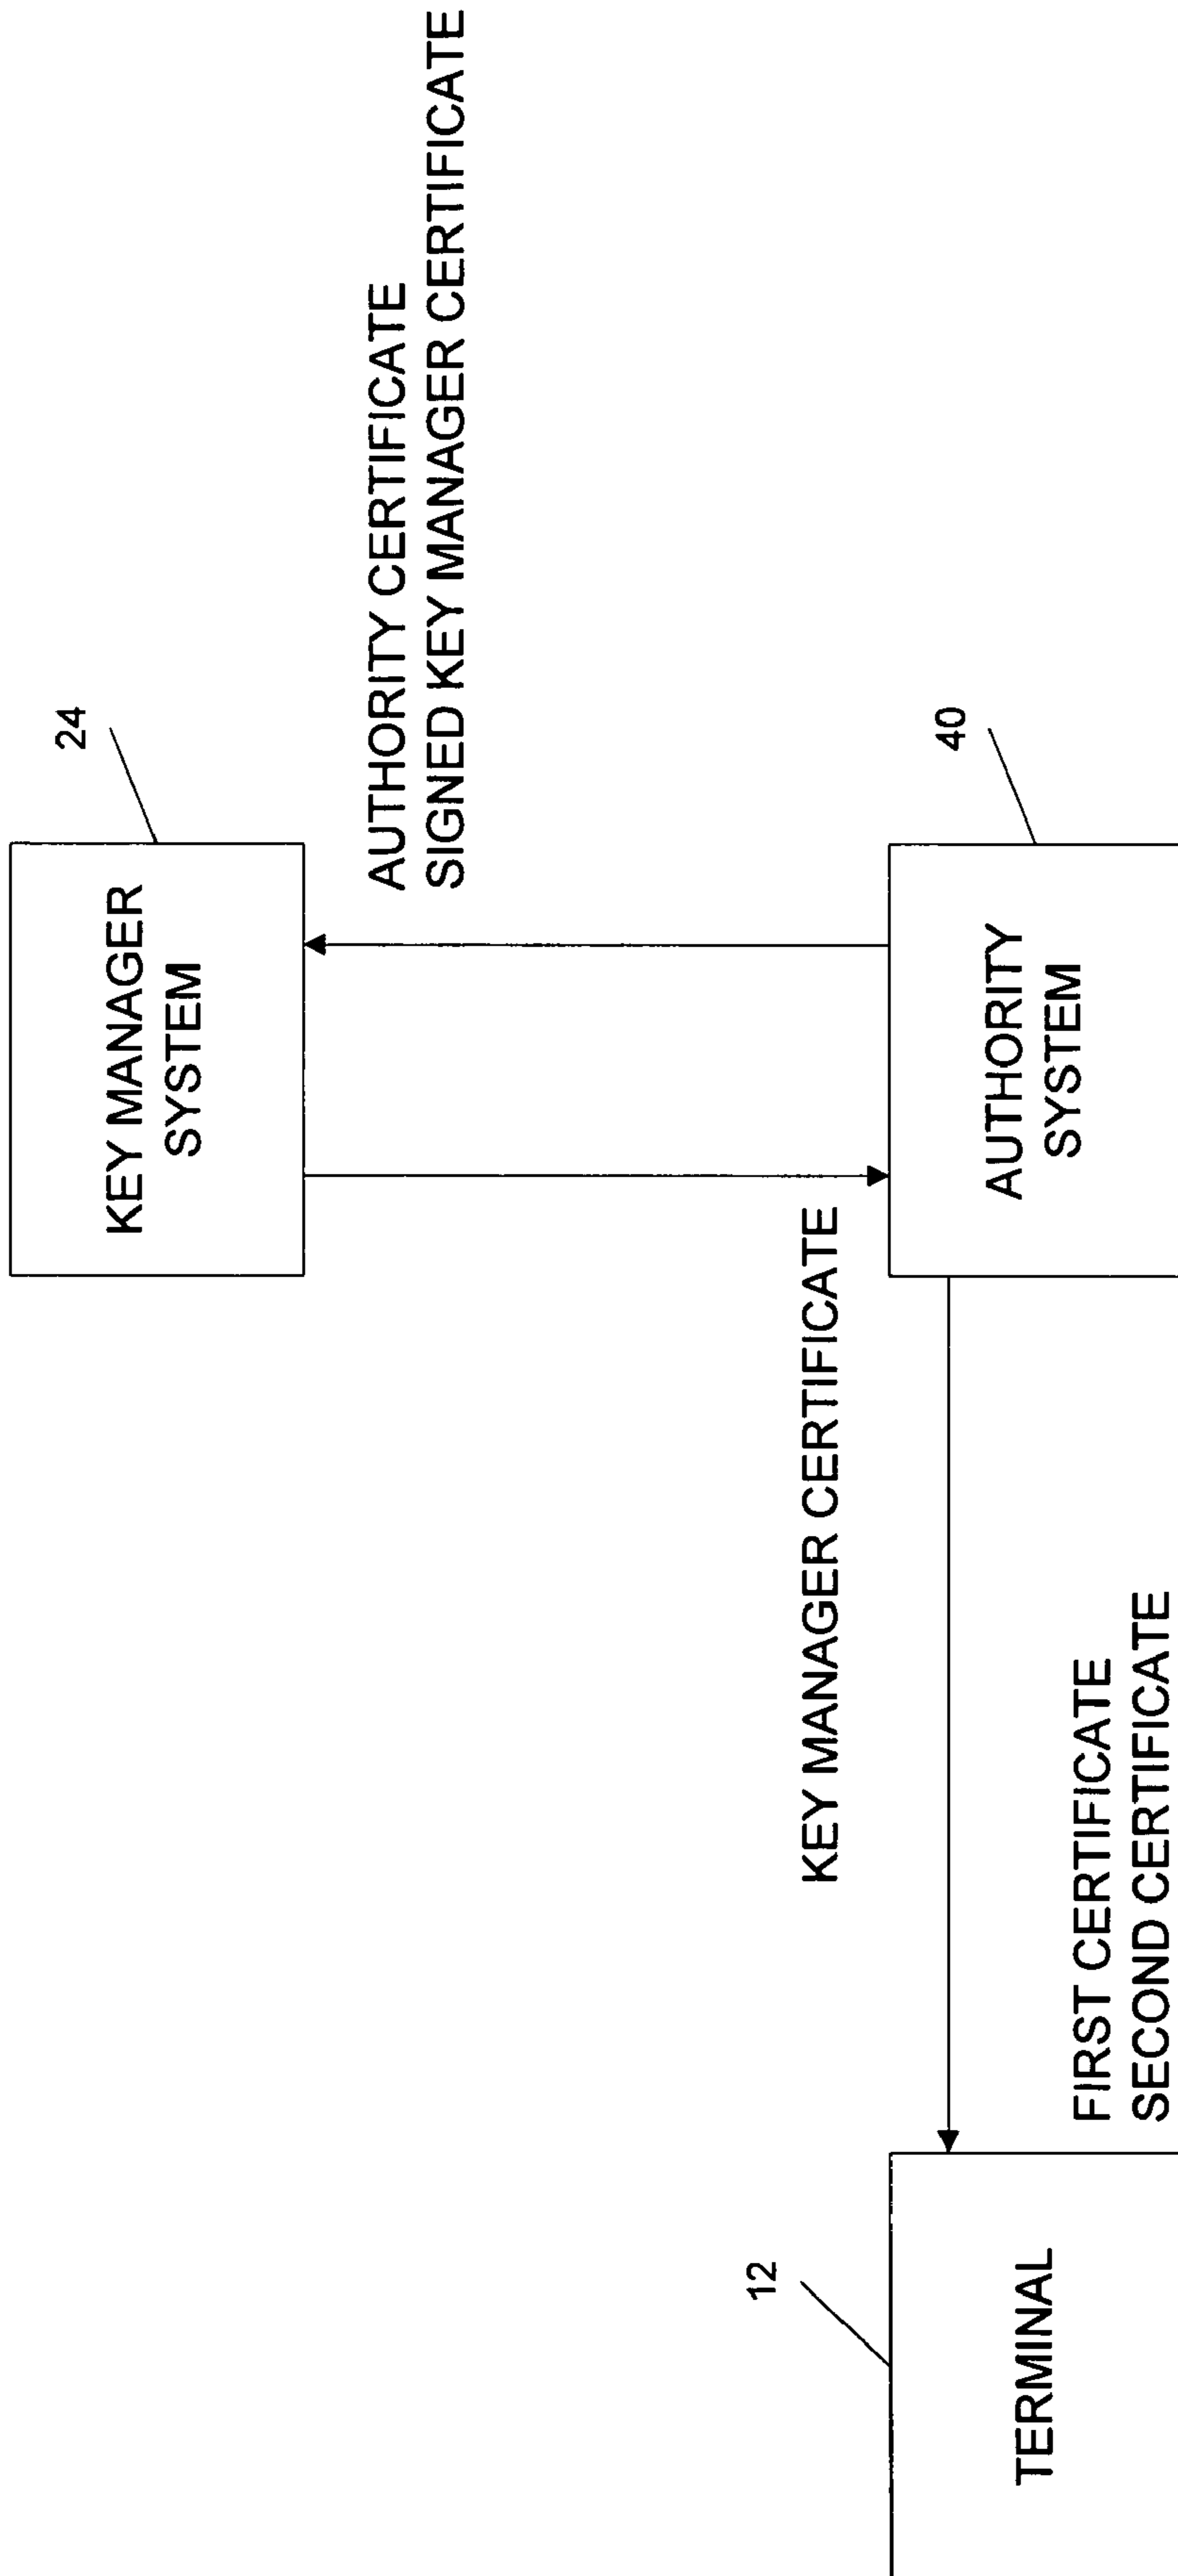 24
KEY MANAGER
SYSTEM
AUTHORITY CERTIFICATE
SIGNED KEY MANAGER CERTIFICATE
KEY MANAGER CERTIFICATE
12
TERMINAL
FIRST CERTIFICATE
SECOND CERTIFICATE
40
AUTHORITY
SYSTEM